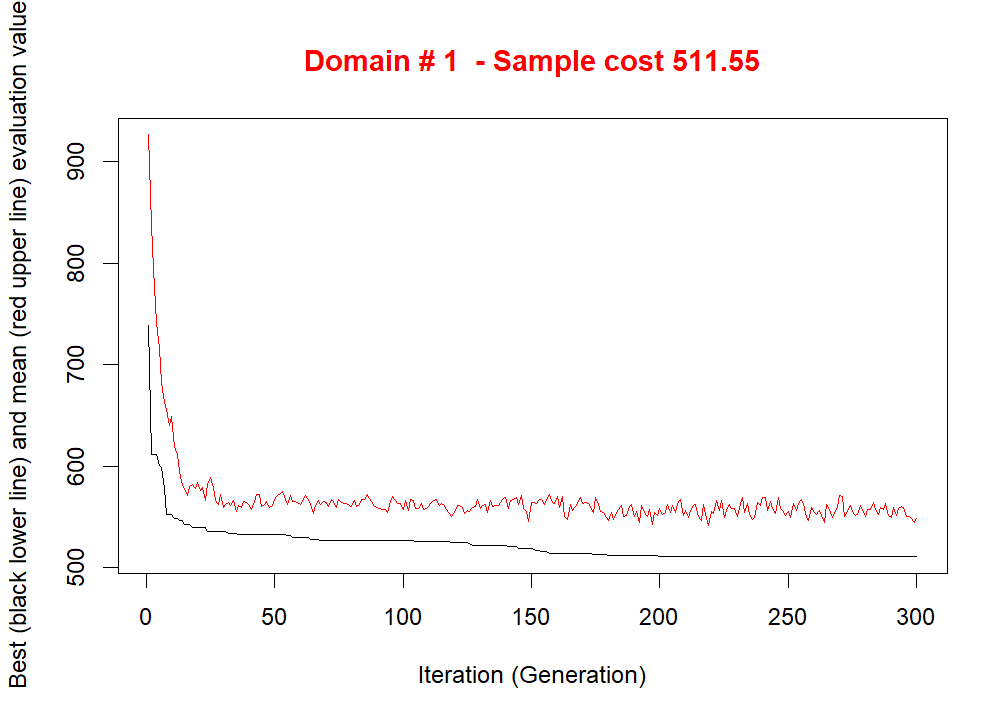 Domain # 1  - Sample cost 511.55
Best (black lower line) and mean (red upper line) evaluation value
900
800
700
600
500
0 50 100 150 200 250 300
Iteration (Generation)